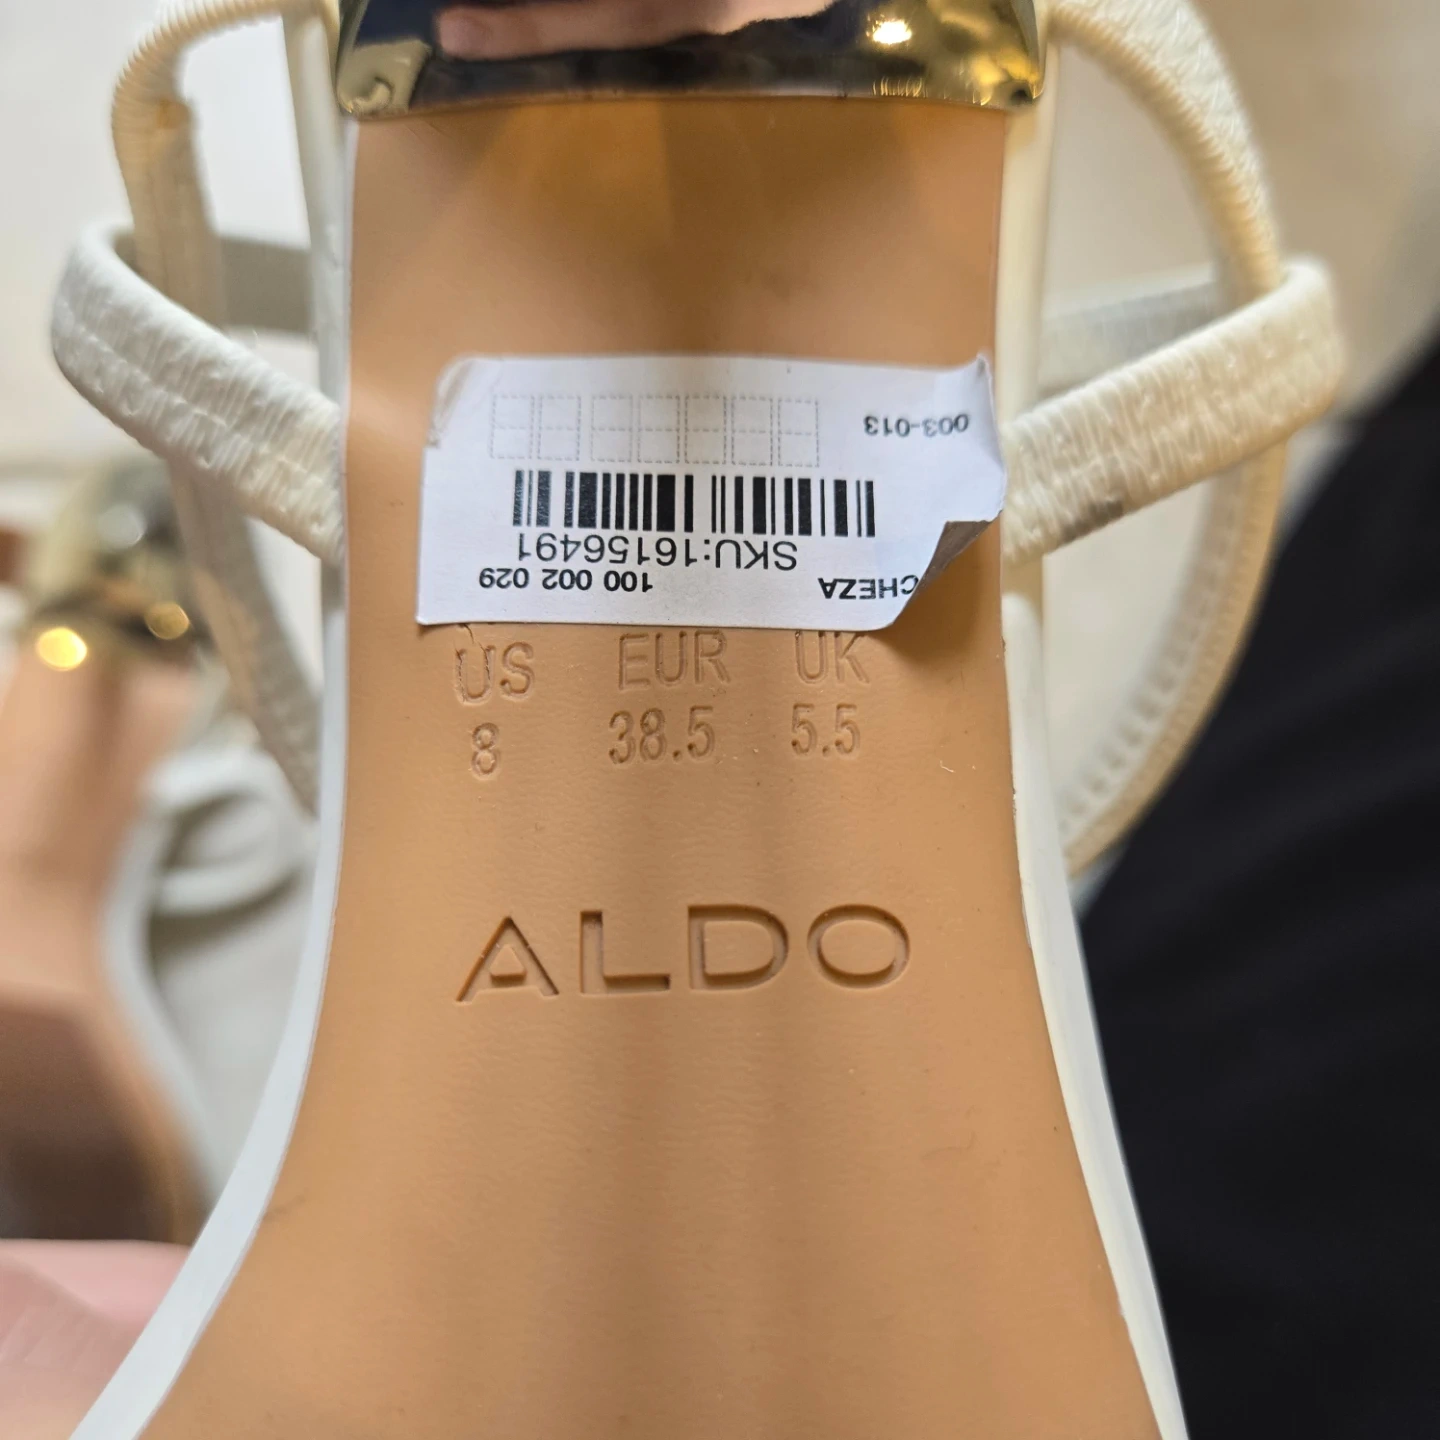 003-013
SKU:16156491
CHEZA 100 002 029
US EUR UK
8 38.5 5.5
ALDO